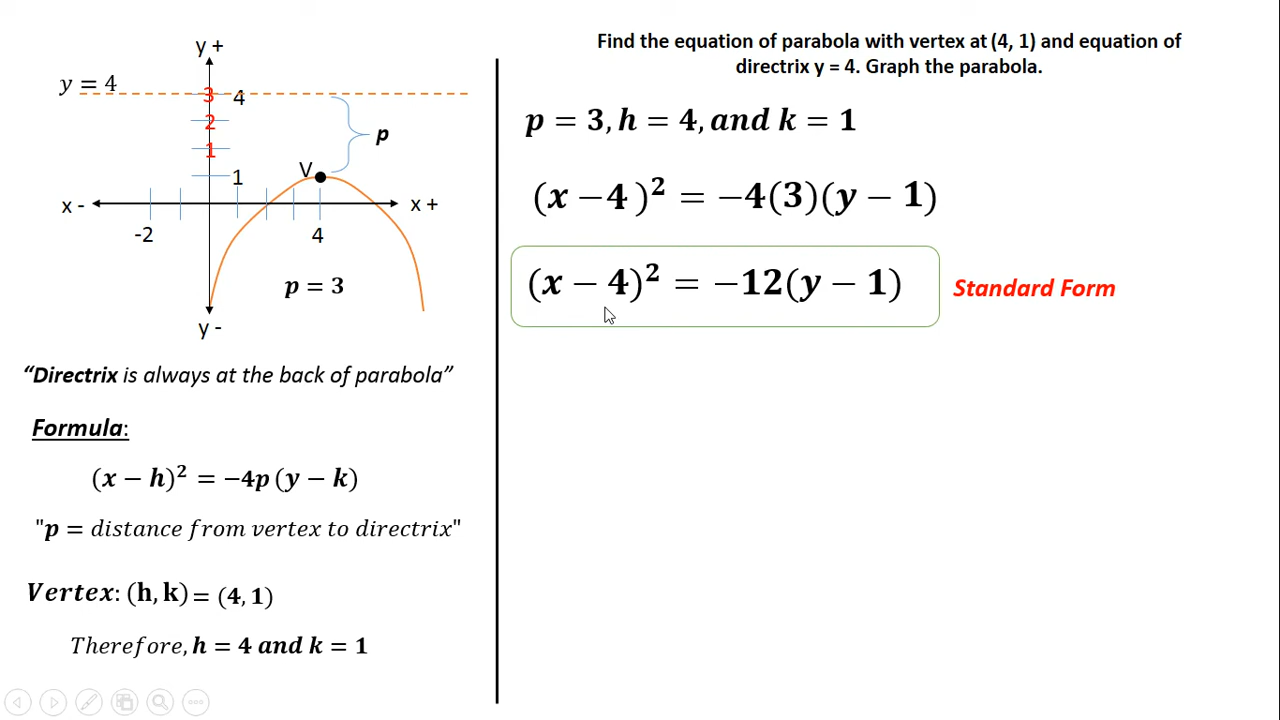 Find the equation of parabola with vertex at (4, 1) and equation of
directrix y = 4. Graph the parabola.
y +
y = 4
3
4
2
1
p
V
1
x -
x +
-2
4
p = 3
y -
"Directrix is always at the back of parabola"
Formula:
(x − h)² = −4p (y − k)
"p = distance from vertex to directrix"
Vertex: (h, k) = (4, 1)
Therefore, h = 4 and k = 1
p = 3, h = 4, and k = 1
(x − 4 )² = −4(3)(y − 1)
(x − 4)² = −12(y − 1)
Standard Form